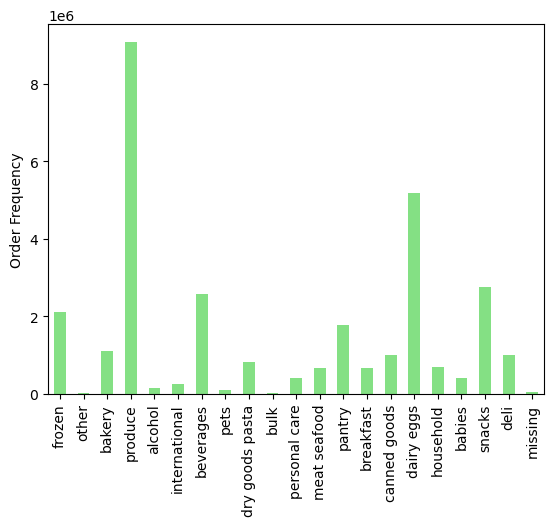 1e6
Order Frequency
8
6
4
2
0
frozen
other
bakery
produce
alcohol
international
beverages
pets
dry goods pasta
bulk
personal care
meat seafood
pantry
breakfast
canned goods
dairy eggs
household
babies
snacks
deli
missing